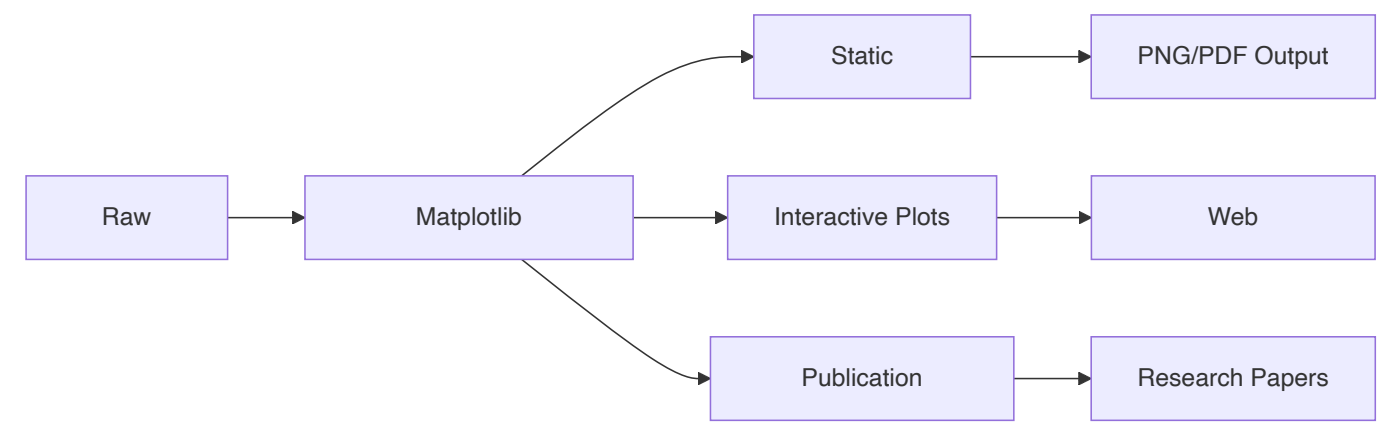 Raw
Matplotlib
Static
PNG/PDF Output
Interactive Plots
Web
Publication
Research Papers